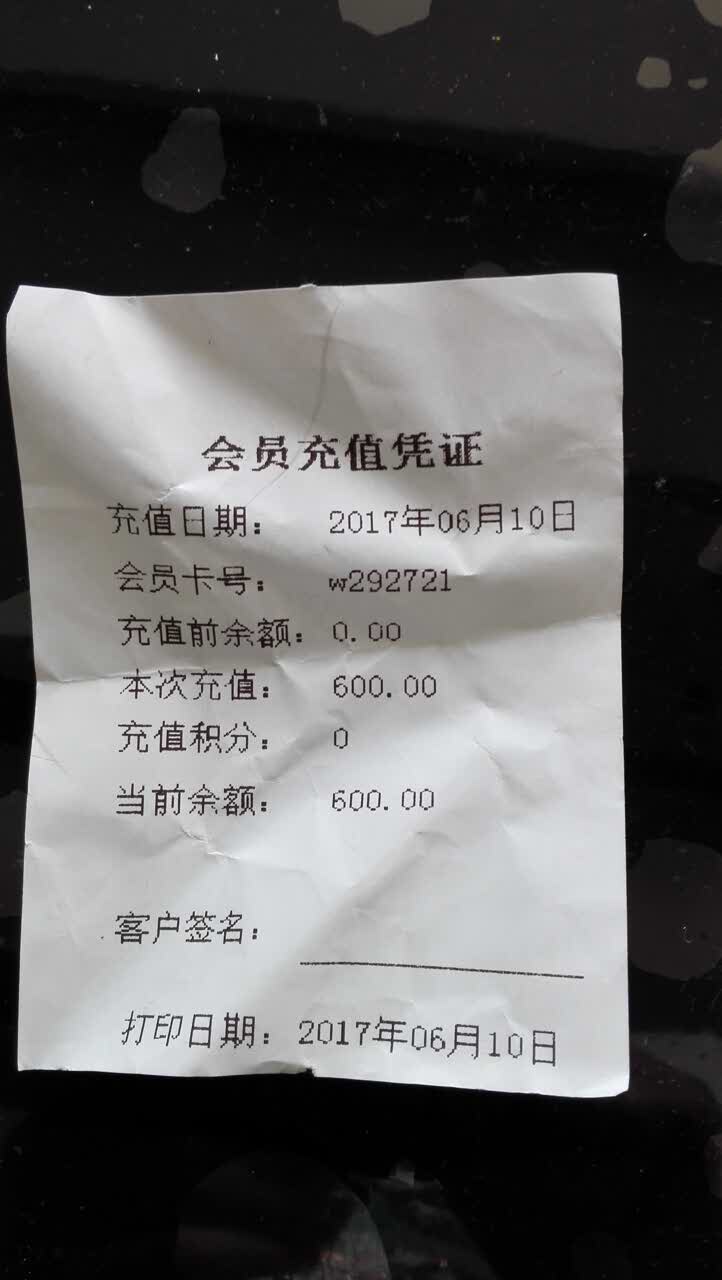 会员充值凭证
充值日期： 2017年06月10日
会员卡号： w292721
充值前余额： 0.00
本次充值： 600.00
充值积分： 0
当前余额： 600.00
客户签名：
打印日期：2017年06月10日